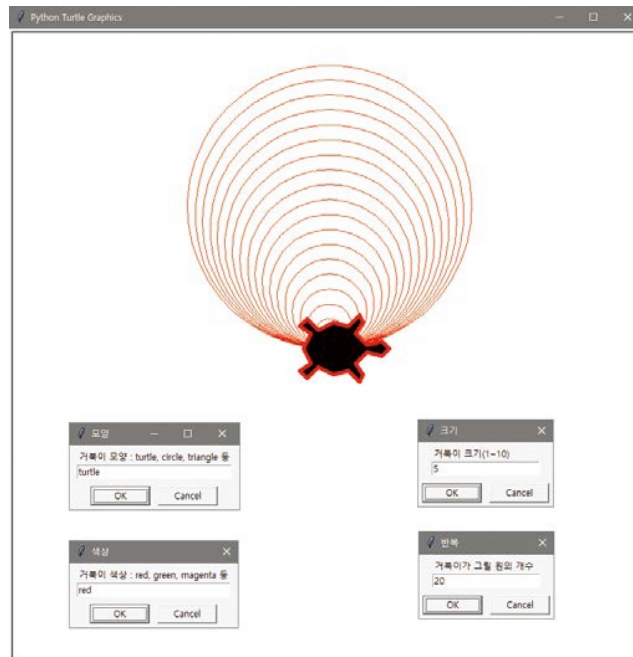 Python Turtle Graphics
모양
거북이 모양 : turtle, circle, triangle 등
turtle
OK
Cancel
크기
거북이 크기(1~10)
5
OK
Cancel
색상
거북이 색상 : red, green, magenta 등
red
OK
Cancel
반복
거북이가 그릴 원의 개수
20
OK
Cancel